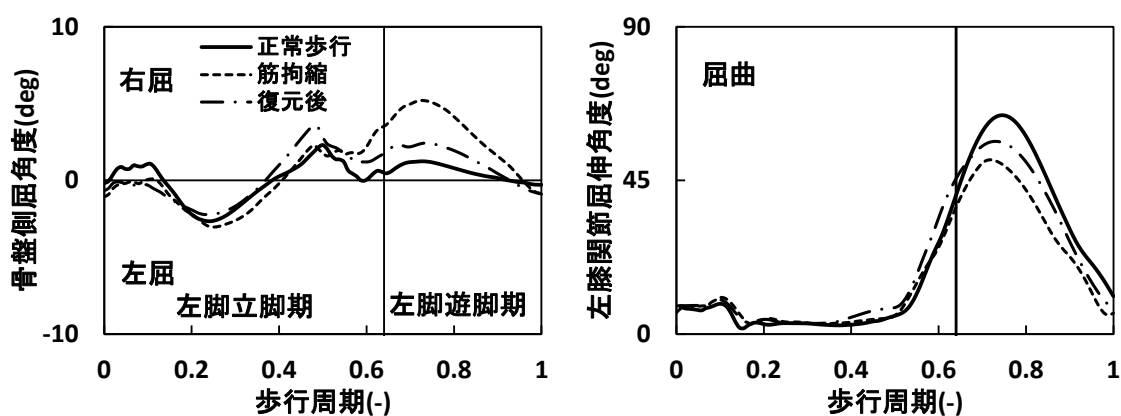 10
正常歩行
筋拘縮
復元後
右屈
骨盤側屈角度(deg)
0
左屈
左脚立脚期
左脚遊脚期
-10
0 0.2 0.4 0.6 0.8 1
歩行周期(-)
90
屈曲
左膝関節屈伸角度(deg)
45
0
0 0.2 0.4 0.6 0.8 1
歩行周期(-)